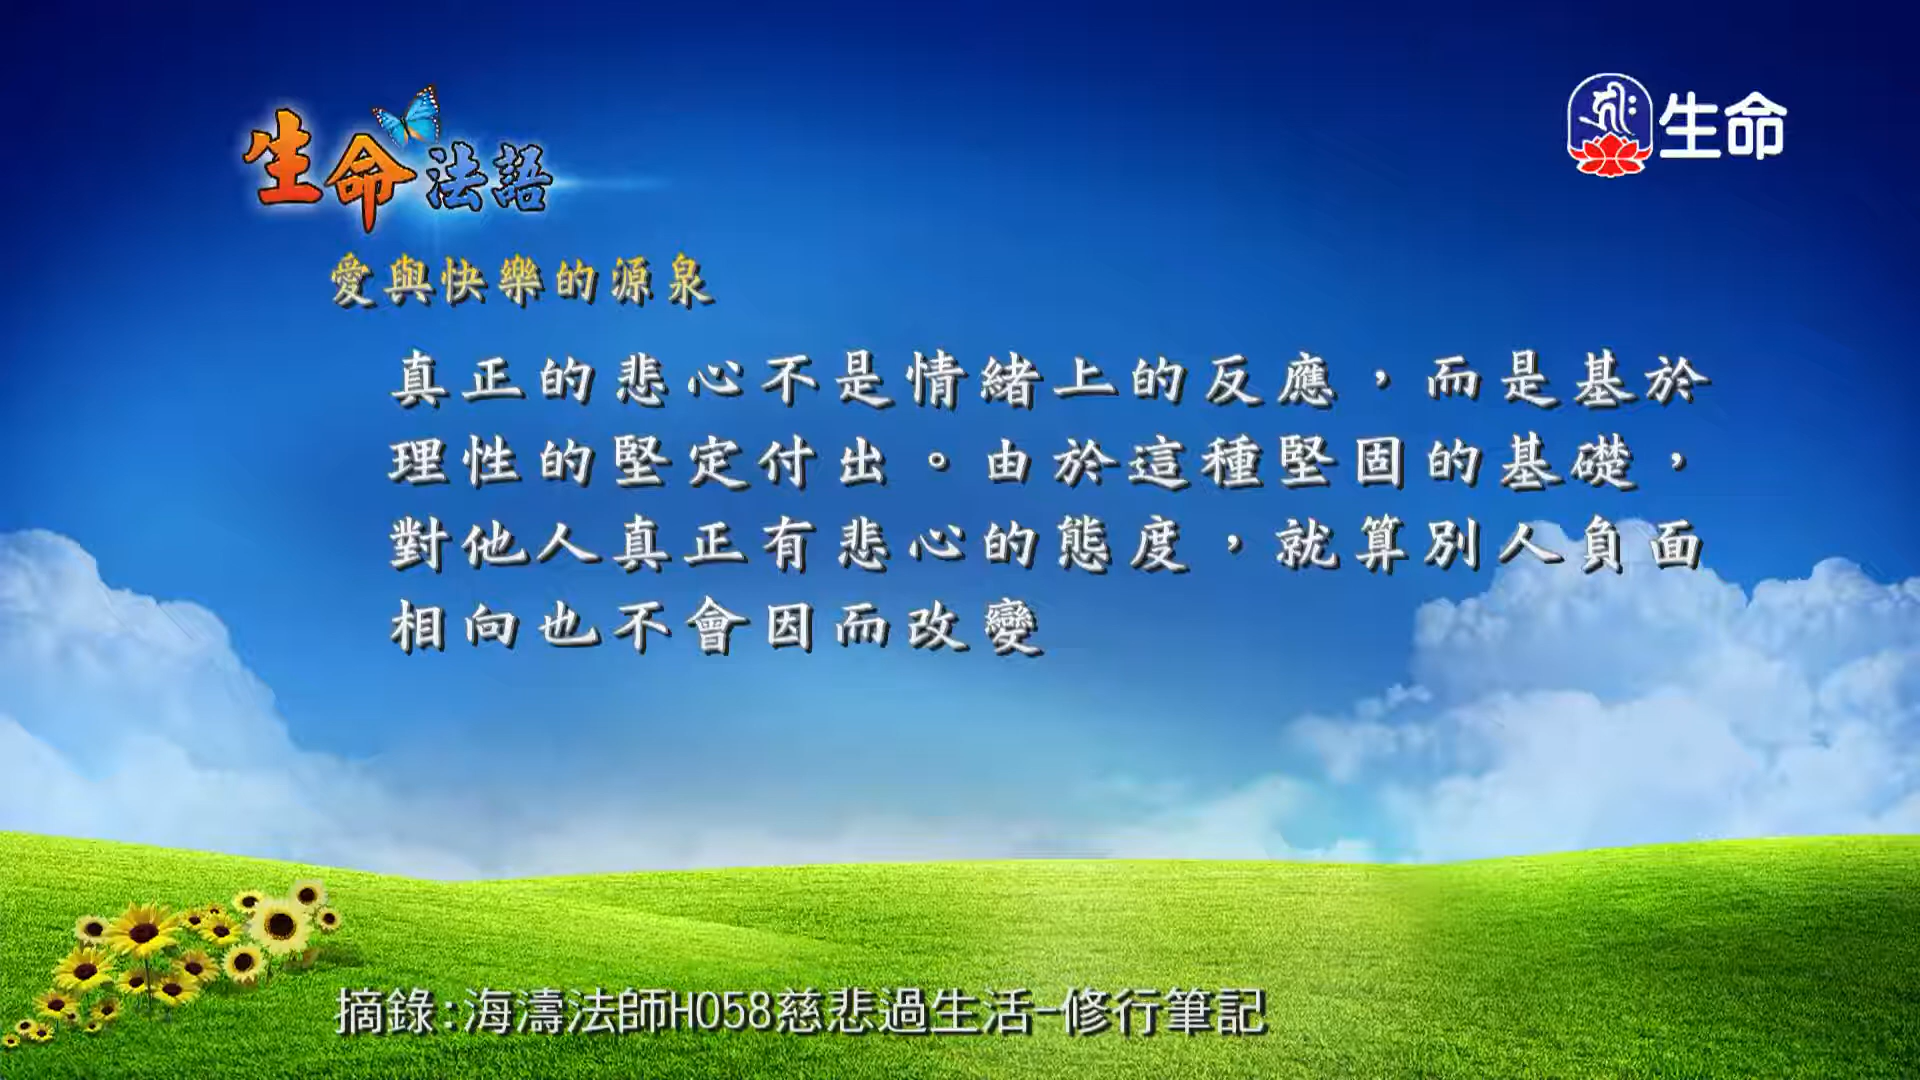 生命法語
生命
愛與快樂的源泉
真正的悲心不是情緒上的反應，而是基於
理性的堅定付出。由於這種堅固的基礎，
對他人真正有悲心的態度，就算別人負面
相向也不會因而改變
摘錄:海濤法師H058慈悲過生活-修行筆記